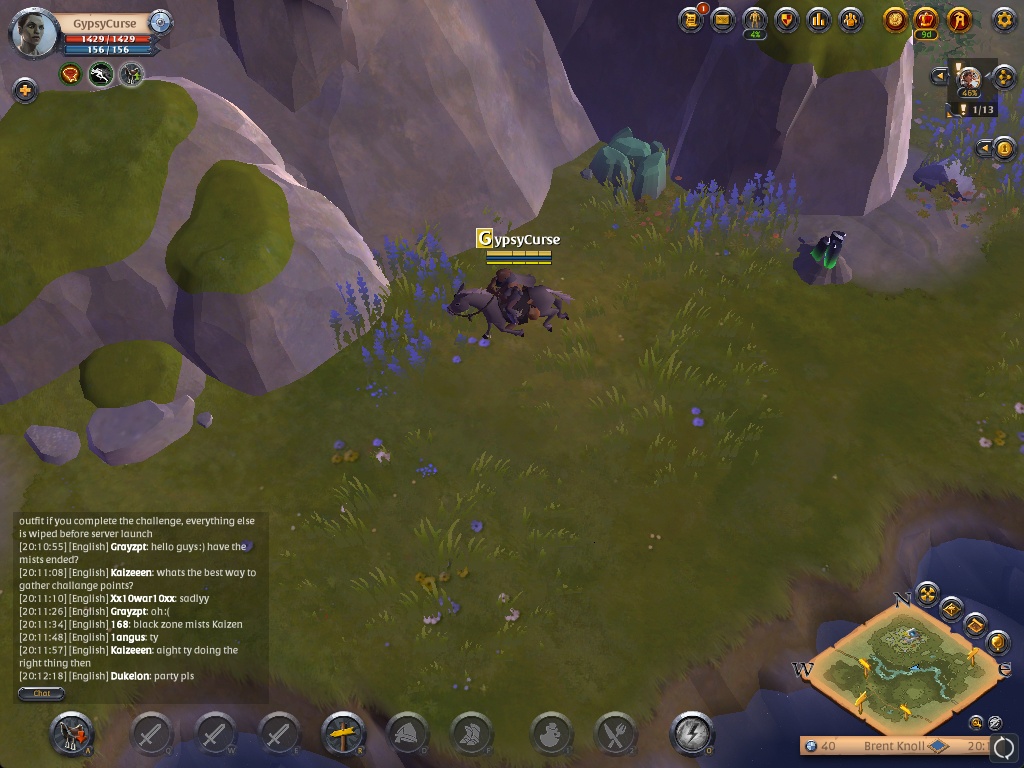 GypsyCurse
1429 / 1429
156 / 156
1
4%
9d
46%
1/13
GypsyCurse
outfit if you complete the challenge, everything else
is wiped before server launch
[20:10:55] [English] Grayzpt: hello guys:) have the
mists ended?
[20:11:08] [English] Kaizeeen: whats the best way to
gather challange points?
[20:11:10] [English] Xx10war10xx: sadlyy
[20:11:26] [English] Grayzpt: oh:(
[20:11:34] [English] 168: black zone mists Kaizen
[20:11:48] [English] 1angus: ty
[20:11:57] [English] Kaizeeen: aight ty doing the
right thing then
[20:12:18] [English] Dukelon: party pls
Chat
N
W
E
A
Q
W
E
R
D
F
40
Brent Knoll